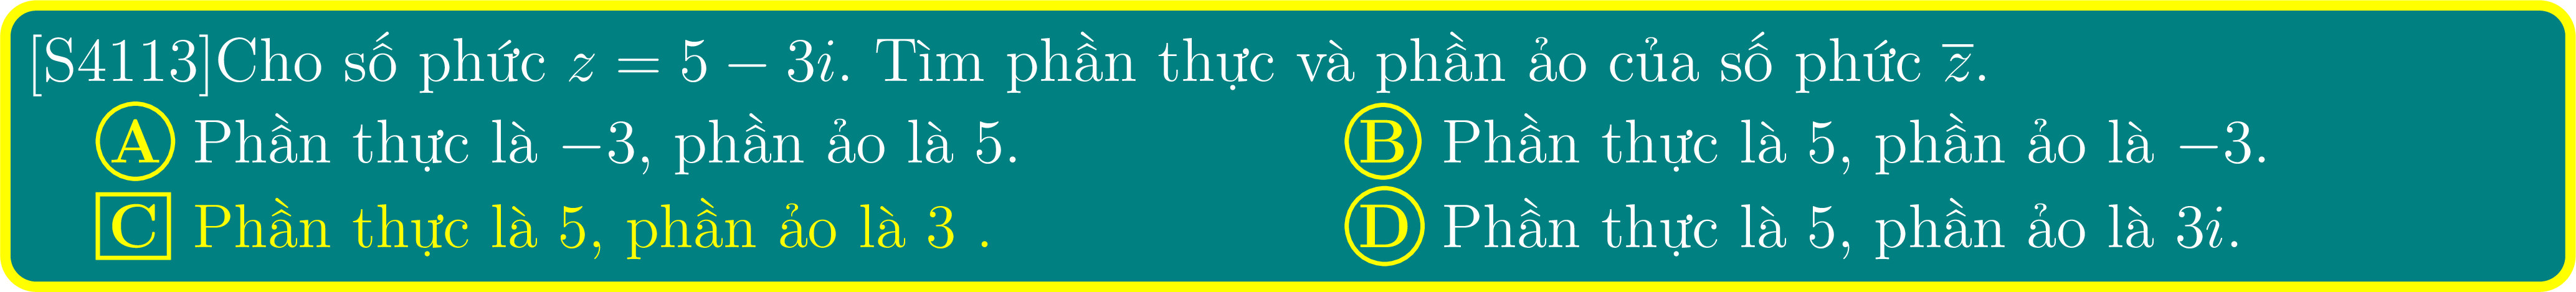 [S4113]Cho số phức z = 5 − 3i. Tìm phần thực và phần ảo của số phức z̅.
A Phần thực là −3, phần ảo là 5. B Phần thực là 5, phần ảo là −3.
C Phần thực là 5, phần ảo là 3 . D Phần thực là 5, phần ảo là 3i.